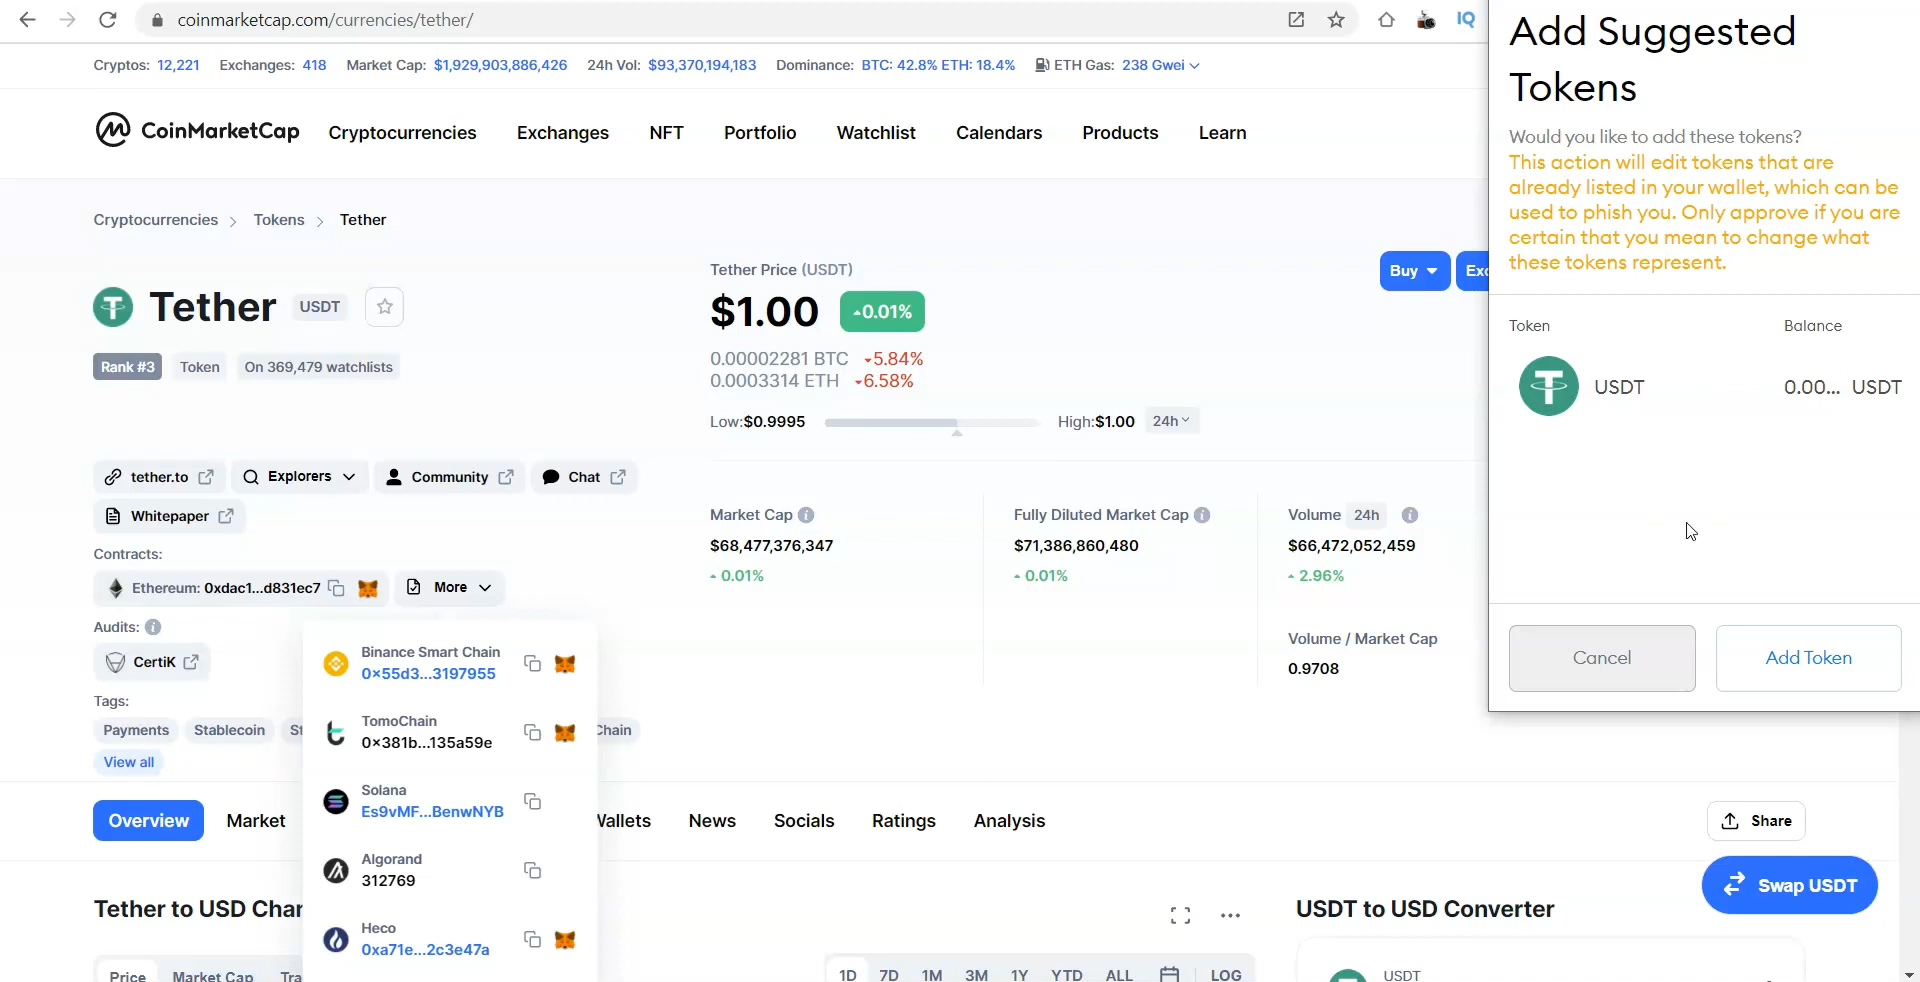 coinmarketcap.com/currencies/tether/
IQ
Cryptos: 12,221 Exchanges: 418 Market Cap: $1,929,903,886,426 24h Vol: $93,370,194,183 Dominance: BTC: 42.8% ETH: 18.4% ETH Gas: 238 Gwei
CoinMarketCap Cryptocurrencies Exchanges NFT Portfolio Watchlist Calendars Products Learn
Cryptocurrencies > Tokens > Tether
Tether USDT
Rank #3 Token On 369,479 watchlists
tether.to Explorers Community Chat
Whitepaper
Contracts:
Ethereum: 0xdac1...d831ec7 More
Audits:
CertiK
Tags:
Payments Stablecoin St Chain
View all
Binance Smart Chain
0x55d3...3197955
TomoChain
0x381b...135a59e
Solana
Es9vMF...BenwNYB
Algorand
312769
Heco
0xa71e...2c3e47a
Tether Price (USDT)
$1.00 0.01%
0.00002281 BTC 5.84%
0.0003314 ETH 6.58%
Low:$0.9995 High:$1.00 24h
Buy Exc
Market Cap
$68,477,376,347
0.01%
Fully Diluted Market Cap
$71,386,860,480
0.01%
Volume 24h
$66,472,052,459
2.96%
Volume / Market Cap
0.9708
Overview Market Wallets News Socials Ratings Analysis
Share
Swap USDT
Tether to USD Char
Price Market Cap Tra
1D 7D 1M 3M 1Y YTD ALL LOG
USDT to USD Converter
USDT
Add Suggested
Tokens
Would you like to add these tokens?
This action will edit tokens that are
already listed in your wallet, which can be
used to phish you. Only approve if you are
certain that you mean to change what
these tokens represent.
Token Balance
USDT 0.00... USDT
Cancel Add Token